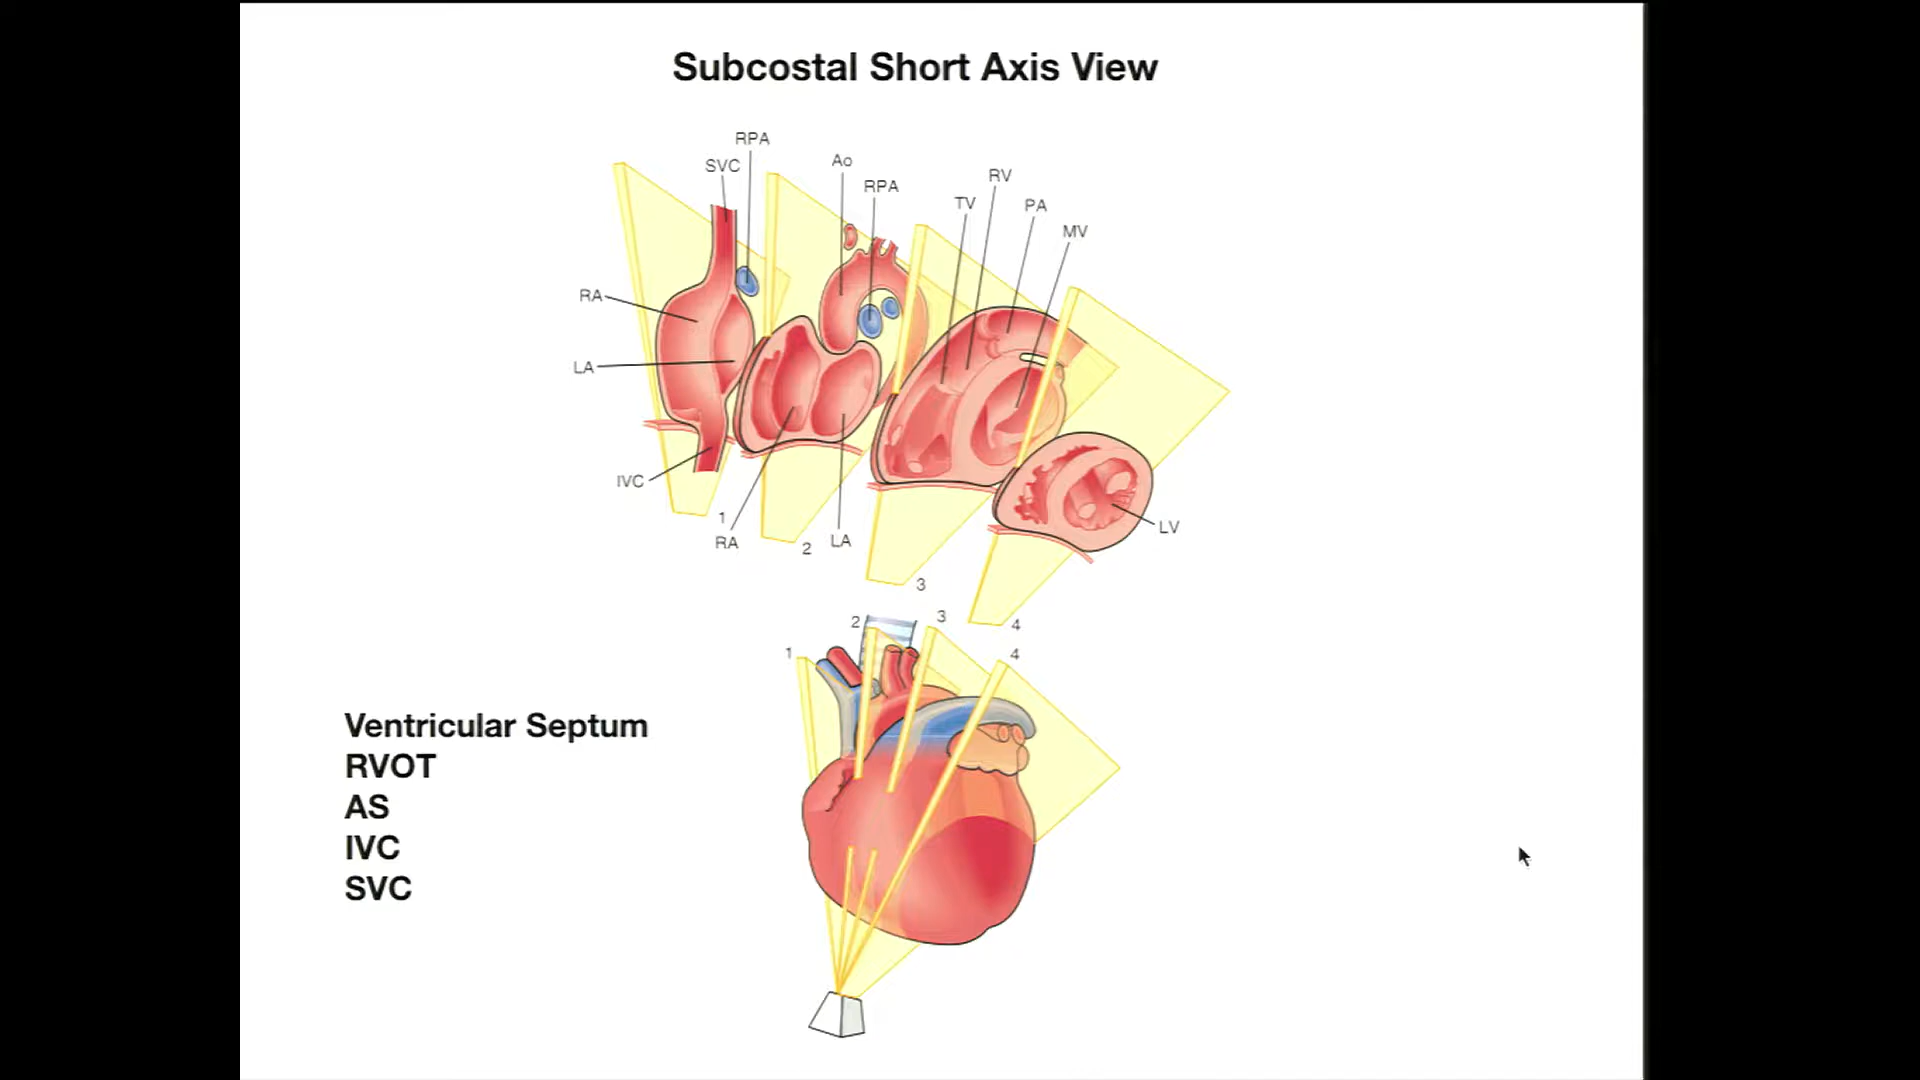 Subcostal Short Axis View
RPA
SVC
Ao
RPA
RV
TV
PA
MV
RA
LA
IVC
1
RA
2
LA
3
LV
4
2
3
1
4
Ventricular Septum
RVOT
AS
IVC
SVC